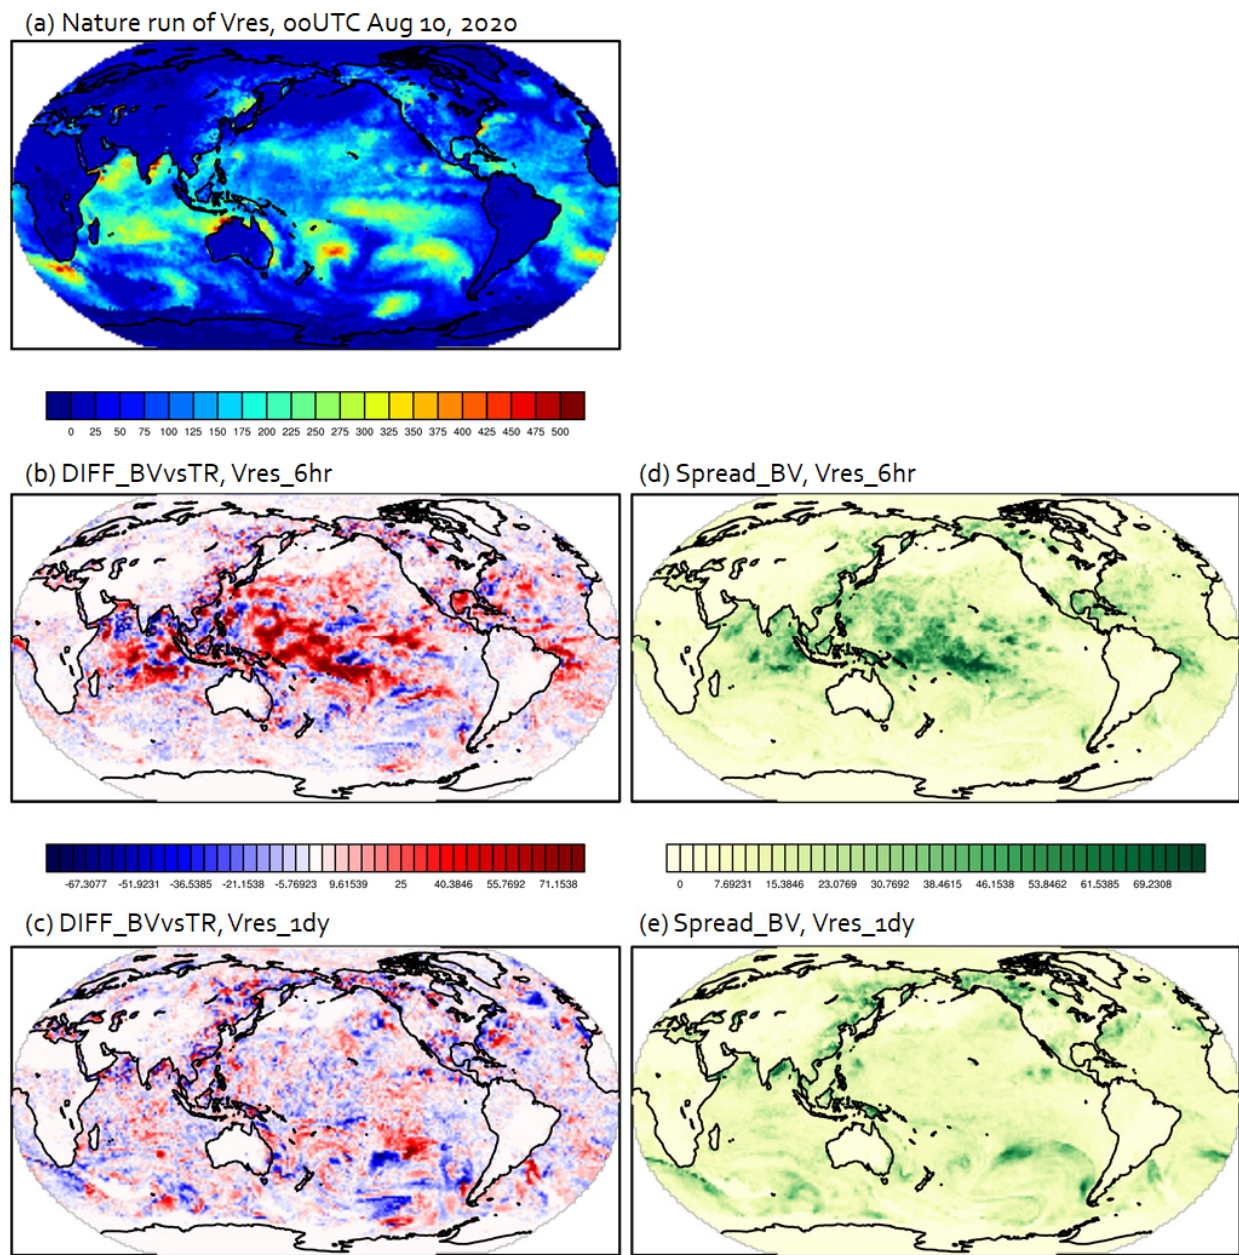 (a) Nature run of Vres, 00UTC Aug 10, 2020
0 25 50 75 100 125 150 175 200 225 250 275 300 325 350 375 400 425 450 475 500
(b) DIFF_BVvsTR, Vres_6hr
(d) Spread_BV, Vres_6hr
-67.3077 -51.9231 -36.5385 -21.1538 -5.76923 9.61539 25 40.3846 55.7692 71.1538
0 7.69231 15.3846 23.0769 30.7692 38.4615 46.1538 53.8462 61.5385 69.2308
(c) DIFF_BVvsTR, Vres_1dy
(e) Spread_BV, Vres_1dy